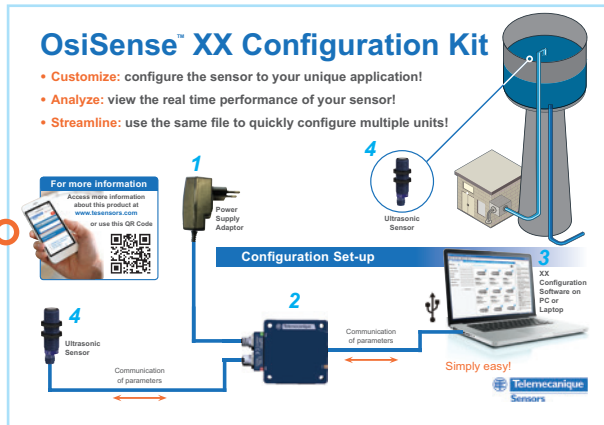 OsiSense™ XX Configuration Kit
• Customize: configure the sensor to your unique application!
• Analyze: view the real time performance of your sensor!
• Streamline: use the same file to quickly configure multiple units!
4
Ultrasonic
Sensor
1
Power
Supply
Adaptor
For more information
Access more information
about this product at
www.tesensors.com
or use this QR Code
Configuration Set-up
3
XX
Configuration
Software on
PC or
Laptop
2
Telemecanique
4
Ultrasonic
Sensor
Communication
of parameters
Communication
of parameters
Simply easy!
Telemecanique
Sensors